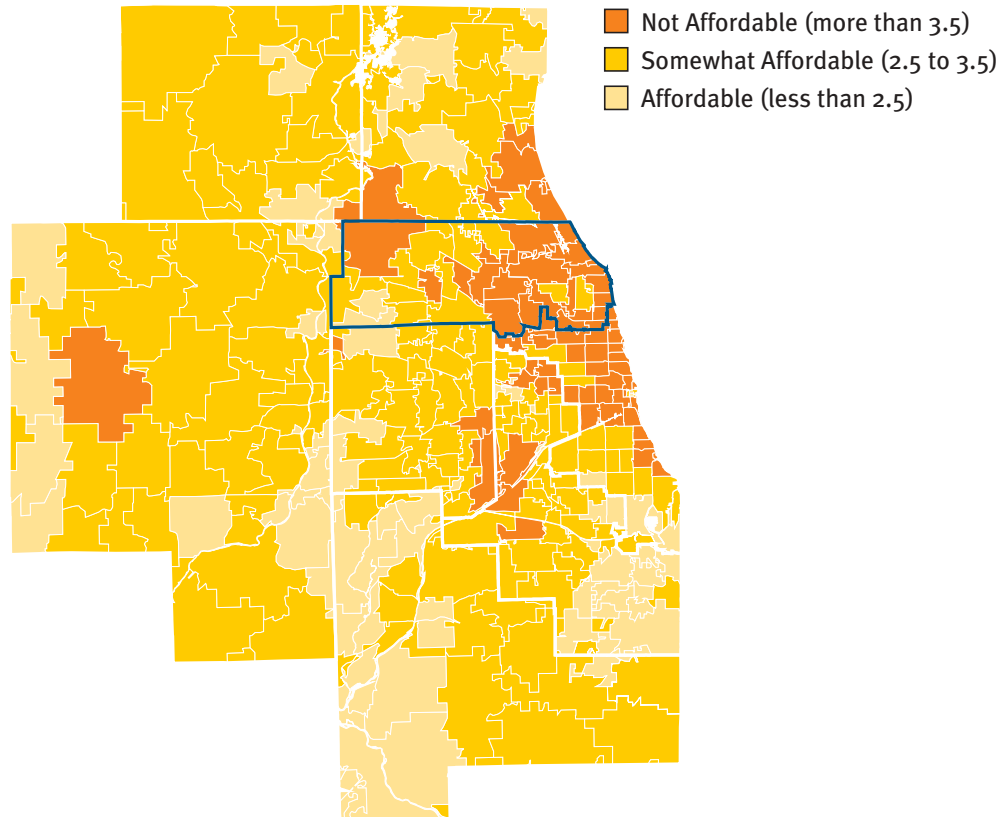 Not Affordable (more than 3.5)
Somewhat Affordable (2.5 to 3.5)
Affordable (less than 2.5)